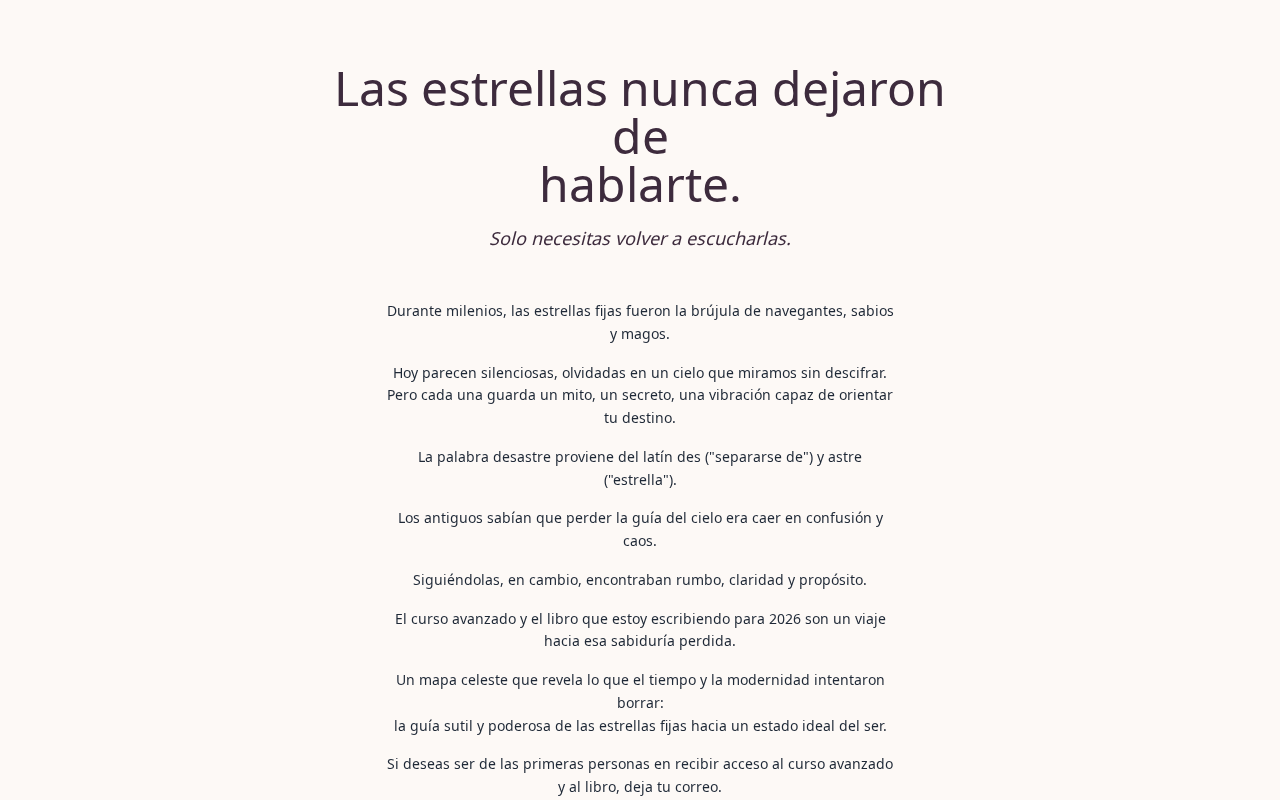 Las estrellas nunca dejaron
de
hablarte.
Solo necesitas volver a escucharlas.
Durante milenios, las estrellas fijas fueron la brújula de navegantes, sabios
y magos.
Hoy parecen silenciosas, olvidadas en un cielo que miramos sin descifrar.
Pero cada una guarda un mito, un secreto, una vibración capaz de orientar
tu destino.
La palabra desastre proviene del latín des ("separarse de") y astre
("estrella").
Los antiguos sabían que perder la guía del cielo era caer en confusión y
caos.
Siguiéndolas, en cambio, encontraban rumbo, claridad y propósito.
El curso avanzado y el libro que estoy escribiendo para 2026 son un viaje
hacia esa sabiduría perdida.
Un mapa celeste que revela lo que el tiempo y la modernidad intentaron
borrar:
la guía sutil y poderosa de las estrellas fijas hacia un estado ideal del ser.
Si deseas ser de las primeras personas en recibir acceso al curso avanzado
y al libro, deja tu correo.